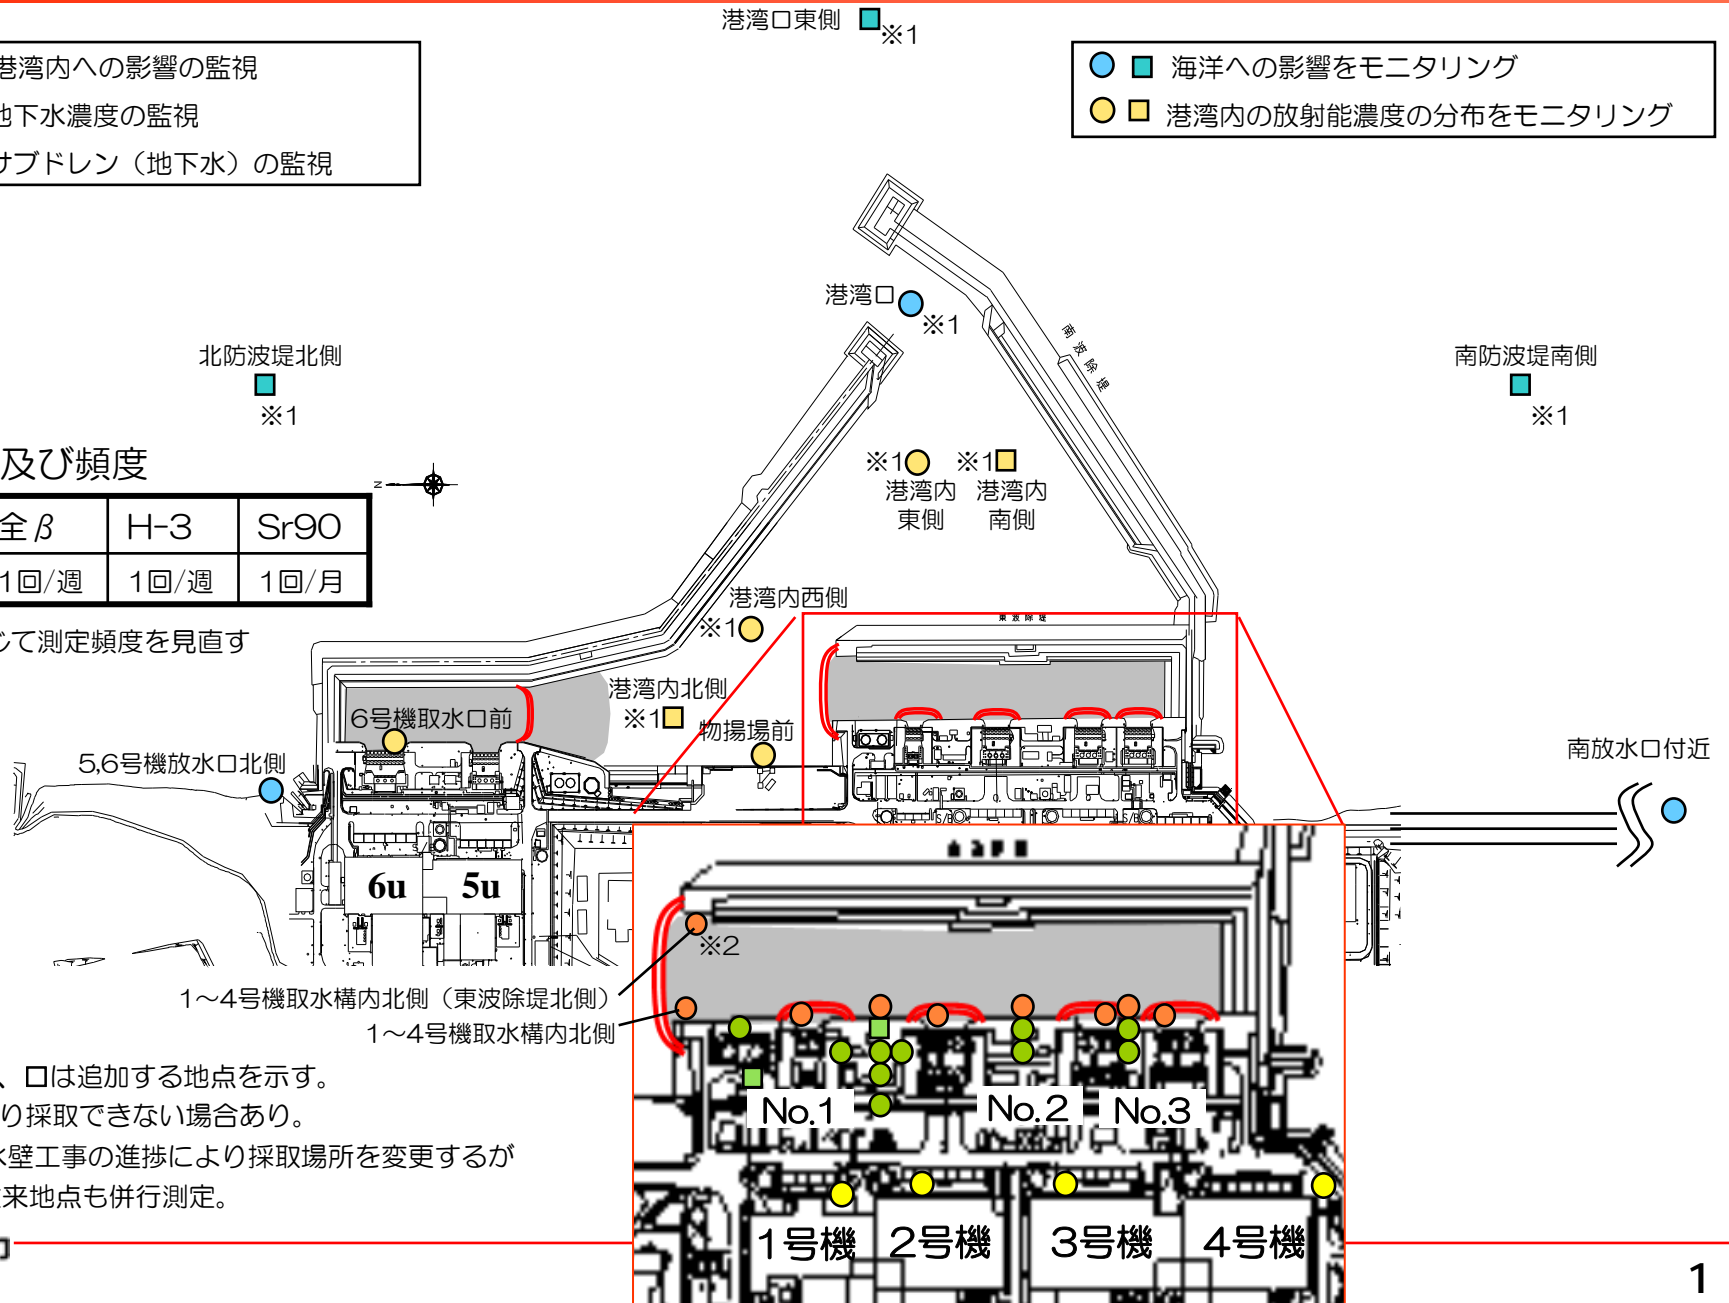 港湾口東側
※1
港湾内への影響の監視
地下水濃度の監視
サブドレン（地下水）の監視
海洋への影響をモニタリング
港湾内の放射能濃度の分布をモニタリング
港湾口
※1
南波除堤
北防波堤北側
※1
南防波堤南側
※1
及び頻度
N
全β H-3 Sr90
1回/週 1回/週 1回/月
じて測定頻度を見直す
※1 ※1
港湾内 港湾内
東側 南側
港湾内西側
※1
東波除堤
港湾内北側
※1
6号機取水口前
物揚場前
5,6号機放水口北側
南放水口付近
S/B S/B
6u 5u
※2
1～4号機取水構内北側（東波除堤北側）
1～4号機取水構内北側
、口は追加する地点を示す。
り採取できない場合あり。
水壁工事の進捗により採取場所を変更するが
来地点も併行測定。
No.1 No.2 No.3
1号機 2号機 3号機 4号機
1